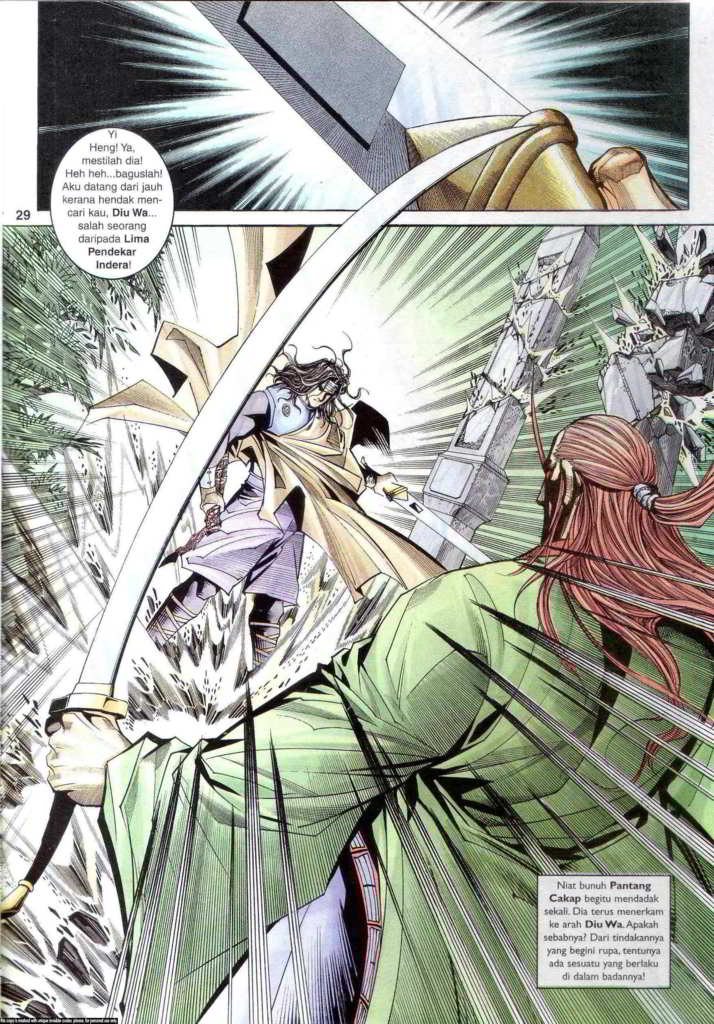 Yi
Heng! Ya,
mestilah dia!
Heh heh...baguslah!
Aku datang dari jauh
kerana hendak men-
cari kau, Diu Wa...
salah seorang
daripada Lima
Pendekar
Indera!
29
Niat bunuh Pantang
Cakap begitu mendadak
sekali. Dia terus menerkam
ke arah Diu Wa. Apakah
sebabnya? Dari tindakannya
yang begini rupa, tentunya
ada sesuatu yang berlaku
di dalam badannya!